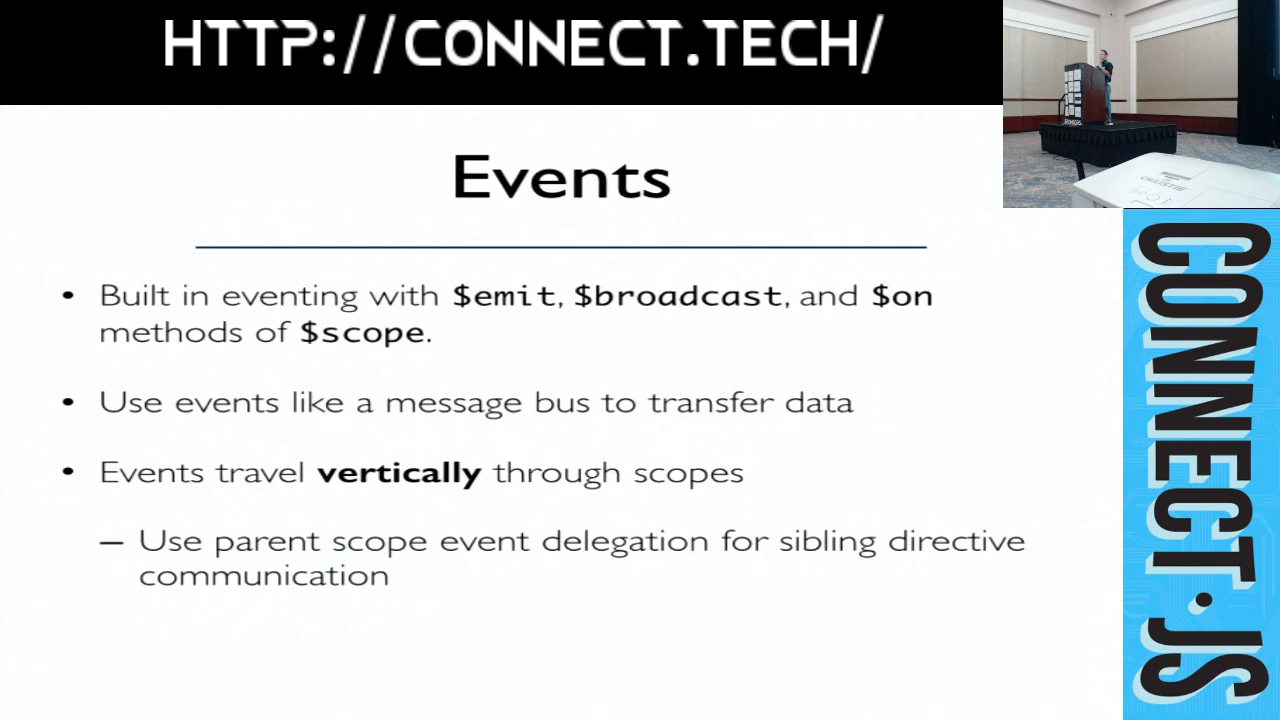 HTTP://CONNECT.TECH/
Events
• Built in eventing with $emit, $broadcast, and $on
methods of $scope.
• Use events like a message bus to transfer data
• Events travel vertically through scopes
– Use parent scope event delegation for sibling directive
communication
SPONSORS
CHRISTIE
CONNECT.JS